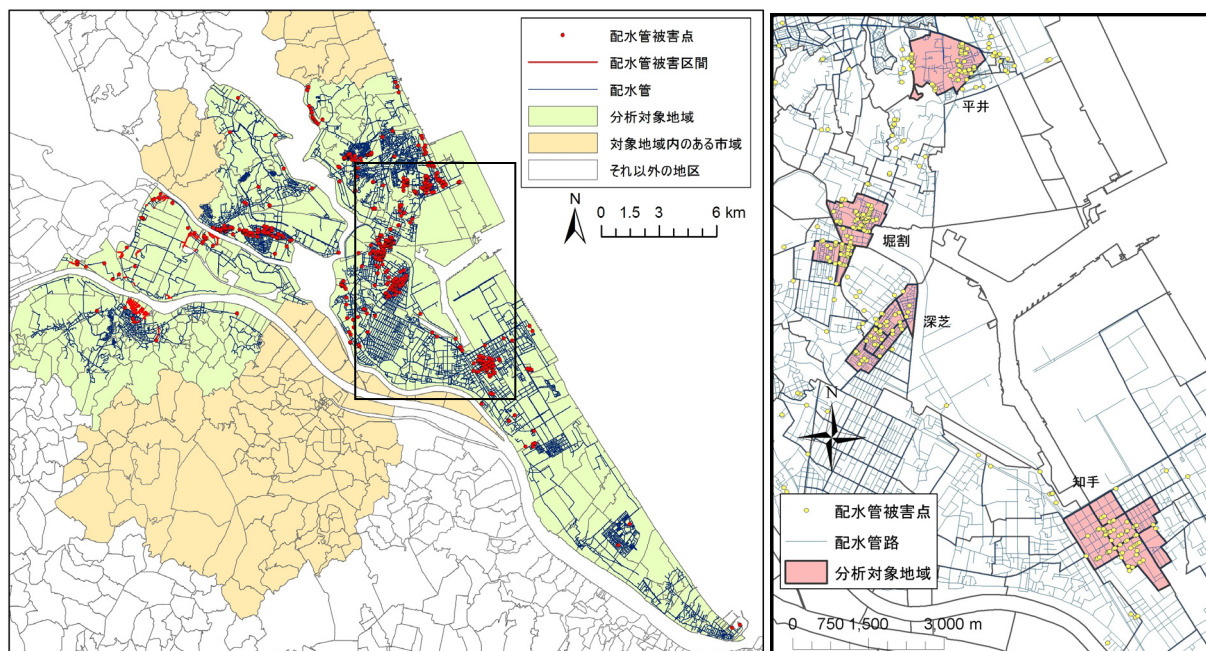 配水管被害点
配水管被害区間
配水管
分析対象地域
対象地域内のある市域
それ以外の地区
N
0 1.5 3 6 km
平井
堀割
深芝
N
知手
配水管被害点
配水管路
分析対象地域
0 750 1,500 3,000 m